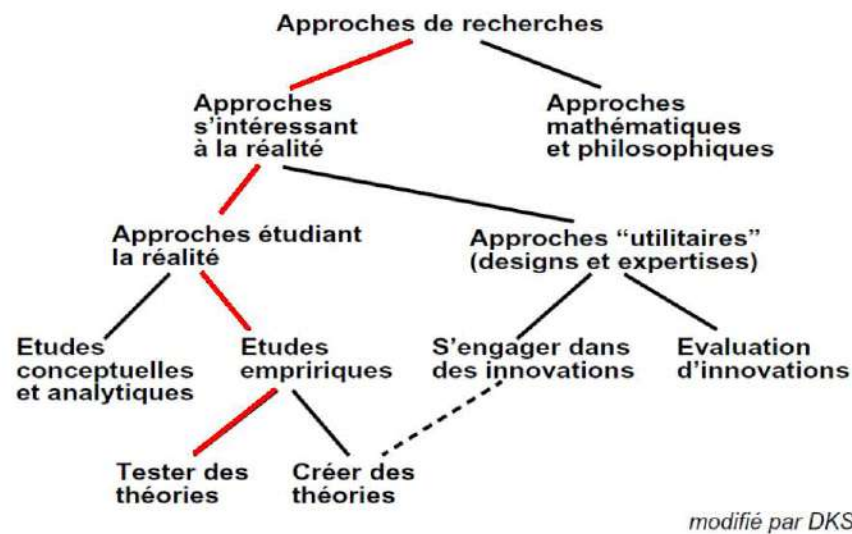 Approches de recherches
Approches
s'intéressant
à la réalité
Approches
mathématiques
et philosophiques
Approches étudiant
la réalité
Approches “utilitaires”
(designs et expertises)
Etudes
conceptuelles
et analytiques
Etudes
empririques
S'engager dans
des innovations
Evaluation
d'innovations
Tester des
théories
Créer des
théories
modifié par DKS